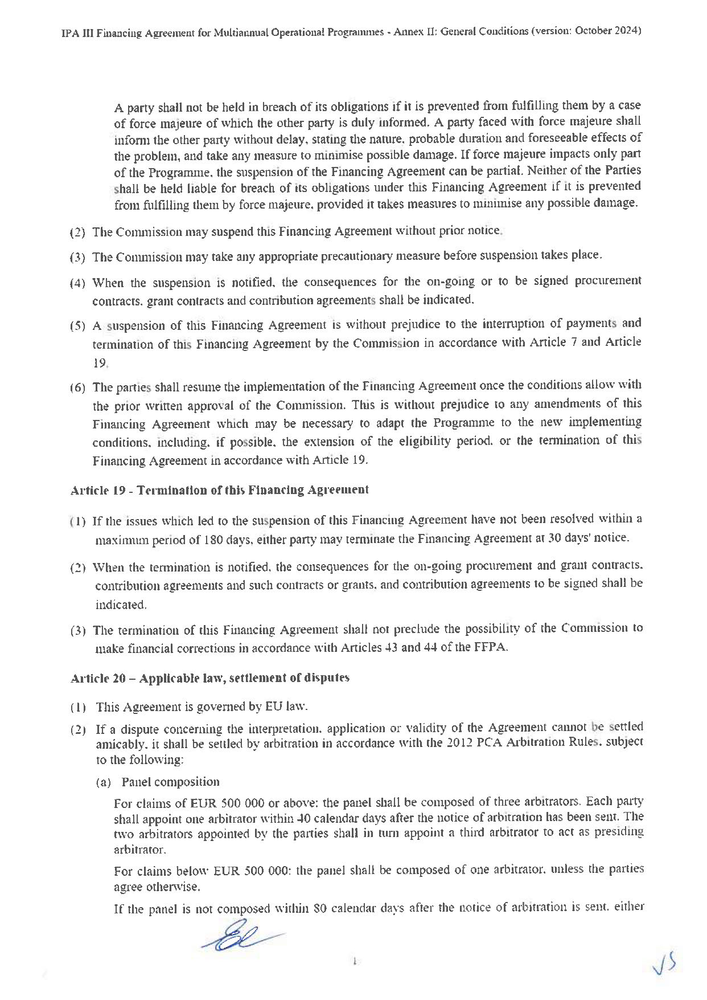 IPA III Financing Agreement for Multiannual Operational Programmes - Annex II: General Conditions (version: October 2024)
A party shall not be held in breach of its obligations if it is prevented from fulfilling them by a case
of force majeure of which the other party is duly informed. A party faced with force majeure shall
inform the other party without delay, stating the nature, probable duration and foreseeable effects of
the problem, and take any measure to minimise possible damage. If force majeure impacts only part
of the Programme, the suspension of the Financing Agreement can be partial. Neither of the Parties
shall be held liable for breach of its obligations under this Financing Agreement if it is prevented
from fulfilling them by force majeure, provided it takes measures to minimise any possible damage.
(2) The Commission may suspend this Financing Agreement without prior notice.
(3) The Commission may take any appropriate precautionary measure before suspension takes place.
(4) When the suspension is notified, the consequences for the on-going or to be signed procurement
contracts, grant contracts and contribution agreements shall be indicated.
(5) A suspension of this Financing Agreement is without prejudice to the interruption of payments and
termination of this Financing Agreement by the Commission in accordance with Article 7 and Article
19.
(6) The parties shall resume the implementation of the Financing Agreement once the conditions allow with
the prior written approval of the Commission. This is without prejudice to any amendments of this
Financing Agreement which may be necessary to adapt the Programme to the new implementing
conditions, including, if possible, the extension of the eligibility period, or the termination of this
Financing Agreement in accordance with Article 19.
Article 19 - Termination of this Financing Agreement
(1) If the issues which led to the suspension of this Financing Agreement have not been resolved within a
maximum period of 180 days, either party may terminate the Financing Agreement at 30 days' notice.
(2) When the termination is notified, the consequences for the on-going procurement and grant contracts,
contribution agreements and such contracts or grants, and contribution agreements to be signed shall be
indicated.
(3) The termination of this Financing Agreement shall not preclude the possibility of the Commission to
make financial corrections in accordance with Articles 43 and 44 of the FFPA.
Article 20 – Applicable law, settlement of disputes
(1) This Agreement is governed by EU law.
(2) If a dispute concerning the interpretation, application or validity of the Agreement cannot be settled
amicably, it shall be settled by arbitration in accordance with the 2012 PCA Arbitration Rules, subject
to the following:
(a) Panel composition
For claims of EUR 500 000 or above: the panel shall be composed of three arbitrators. Each party
shall appoint one arbitrator within 40 calendar days after the notice of arbitration has been sent. The
two arbitrators appointed by the parties shall in turn appoint a third arbitrator to act as presiding
arbitrator.
For claims below EUR 500 000: the panel shall be composed of one arbitrator, unless the parties
agree otherwise.
If the panel is not composed within 80 calendar days after the notice of arbitration is sent, either
1